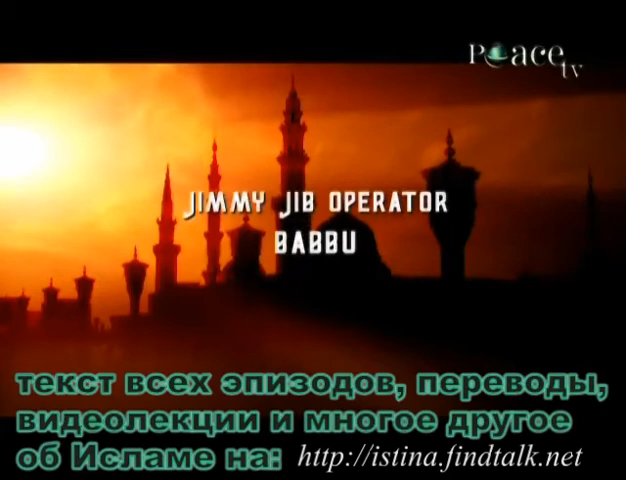 Peace tv
JIMMY JIB OPERATOR
BABBU
текст всех эпизодов, переводы,
видеолекции и многое другое
об Исламе на: http://istina.findtalk.net